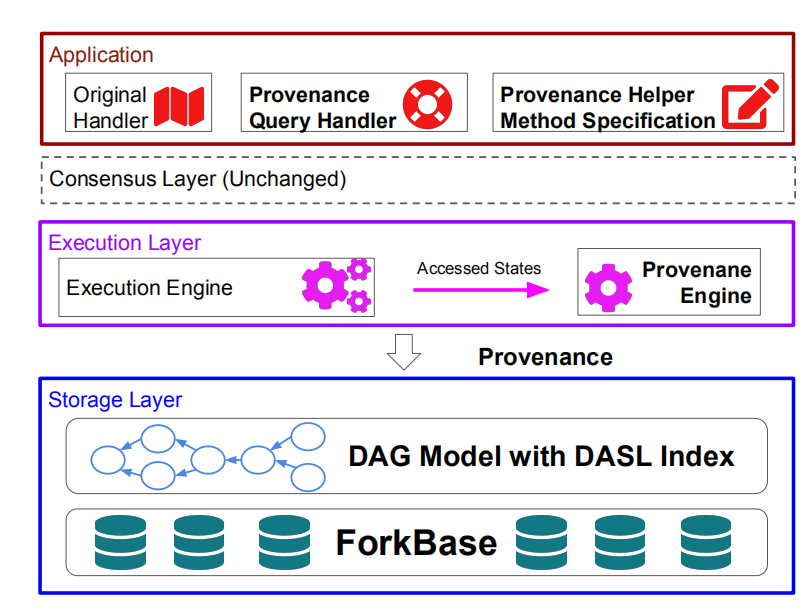 Application
Original
Handler
Provenance
Query Handler
Provenance Helper
Method Specification
Consensus Layer (Unchanged)
Execution Layer
Execution Engine
Accessed States
Provenane
Engine
Provenance
Storage Layer
DAG Model with DASL Index
ForkBase